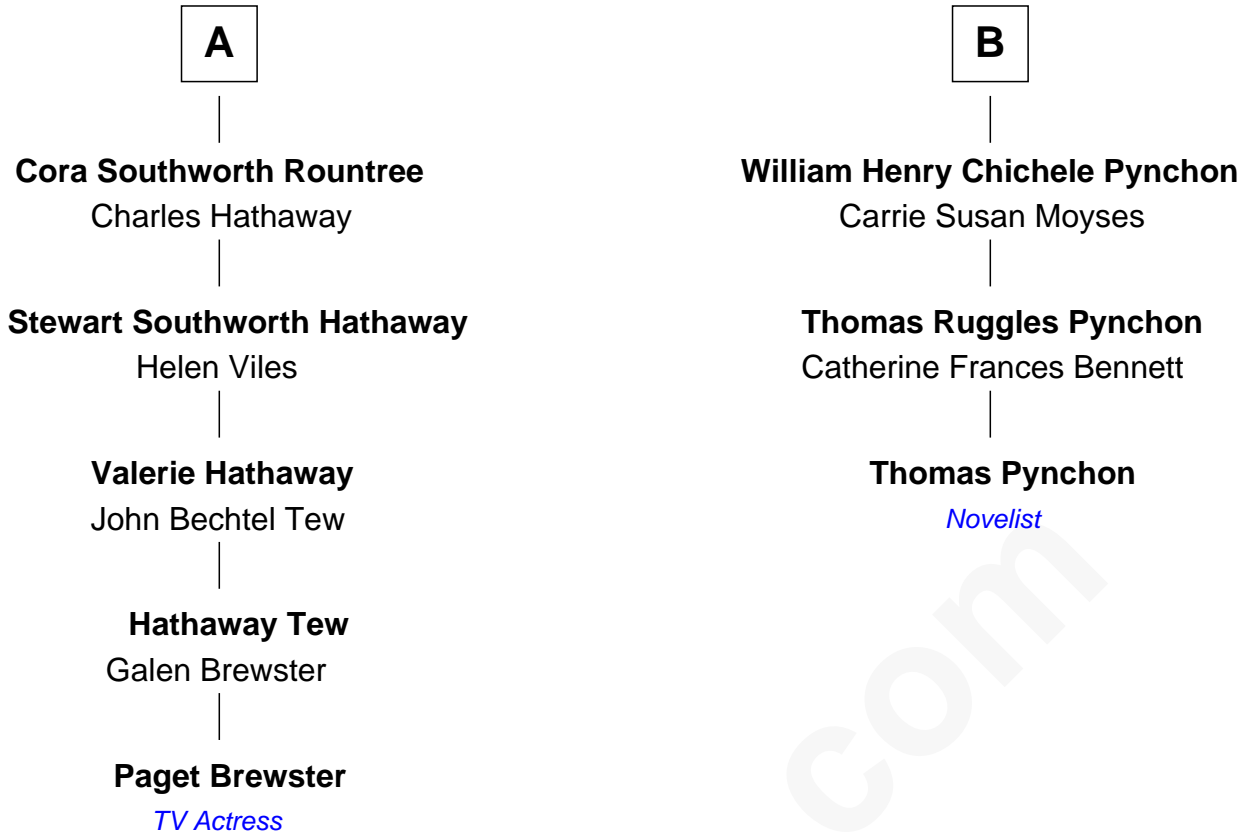 A
Cora Southworth Rountree
Charles Hathaway
Stewart Southworth Hathaway
Helen Viles
Valerie Hathaway
John Bechtel Tew
Hathaway Tew
Galen Brewster
Paget Brewster
TV Actress
B
William Henry Chichele Pynchon
Carrie Susan Moyses
Thomas Ruggles Pynchon
Catherine Frances Bennett
Thomas Pynchon
Novelist
com